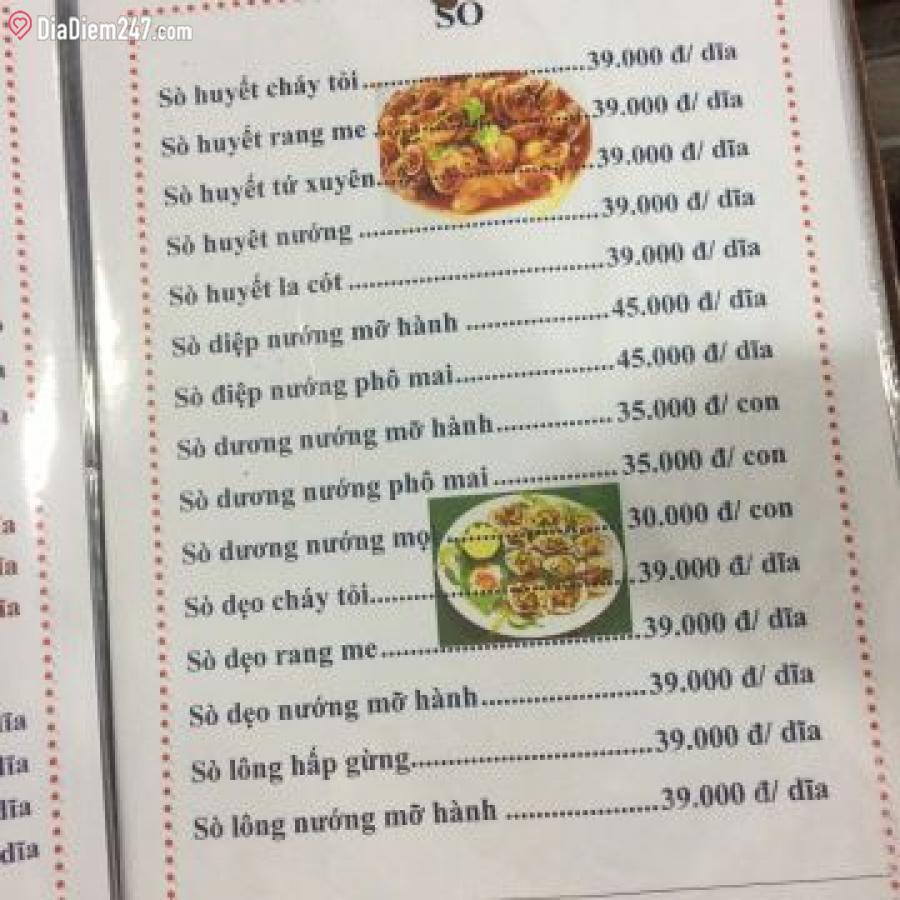 DiaDiem247.com
SÒ
Sò huyết cháy tỏi.......39.000 đ/ dĩa
Sò huyết rang me.......39.000 đ/ dĩa
Sò huyết tứ xuyên.......39.000 đ/ dĩa
Sò huyêt nướng.......39.000 đ/ dĩa
Sò huyết la cót.......39.000 đ/ dĩa
Sò diệp nướng mỡ hành.......45.000 đ/ dĩa
Sò điệp nướng phô mai.......45.000 đ/ dĩa
Sò dương nướng mỡ hành.......35.000 đ/ con
Sò dương nướng phô mai.......35.000 đ/ con
Sò dương nướng mọ 30.000 đ/ con
Sò dẹo cháy tỏi.......39.000 đ/ dĩa
Sò dẹo rang me.......39.000 đ/ dĩa
Sò dẹo nướng mỡ hành.......39.000 đ/ dĩa
Sò lông hấp gừng.......39.000 đ/ dĩa
Sò lông nướng mỡ hành.......39.000 đ/ dĩa
dĩa